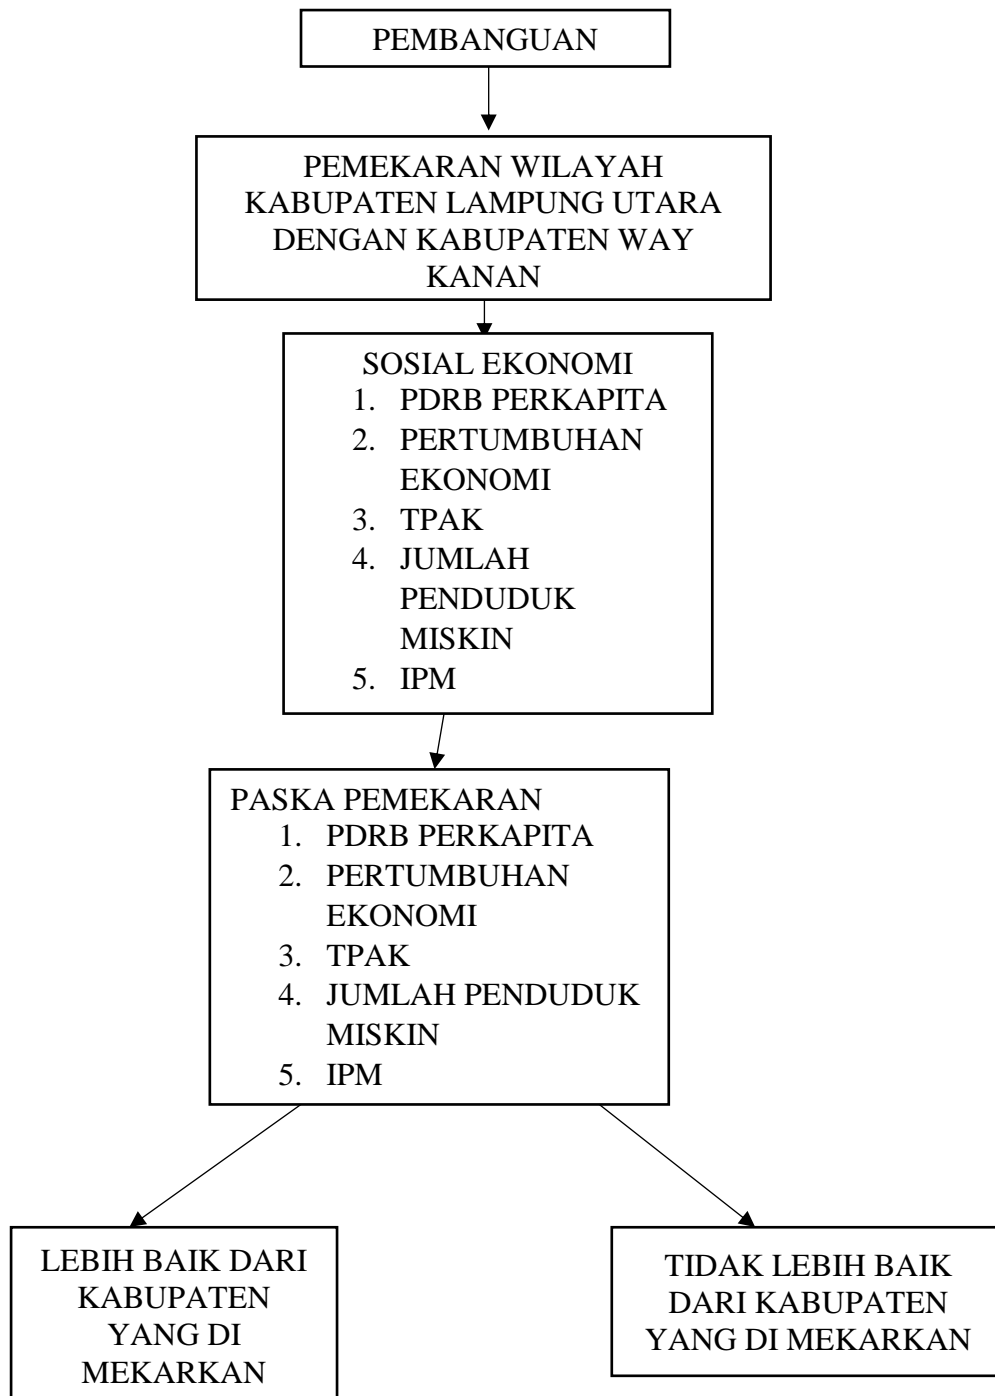 PEMBANGUAN
PEMEKARAN WILAYAH
KABUPATEN LAMPUNG UTARA
DENGAN KABUPATEN WAY
KANAN
SOSIAL EKONOMI
1. PDRB PERKAPITA
2. PERTUMBUHAN
EKONOMI
3. TPAK
4. JUMLAH
PENDUDUK
MISKIN
5. IPM
PASKA PEMEKARAN
1. PDRB PERKAPITA
2. PERTUMBUHAN
EKONOMI
3. TPAK
4. JUMLAH PENDUDUK
MISKIN
5. IPM
LEBIH BAIK DARI
KABUPATEN
YANG DI
MEKARKAN
TIDAK LEBIH BAIK
DARI KABUPATEN
YANG DI MEKARKAN